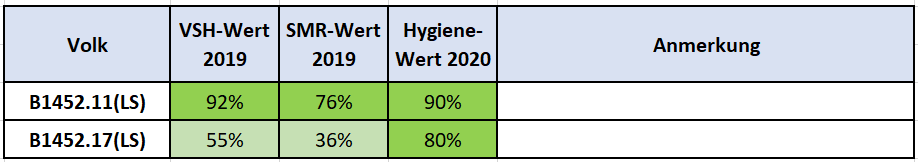 Volk VSH-Wert 2019 SMR-Wert 2019 Hygiene-Wert 2020 Anmerkung
B1452.11(LS) 92% 76% 90%
B1452.17(LS) 55% 36% 80%